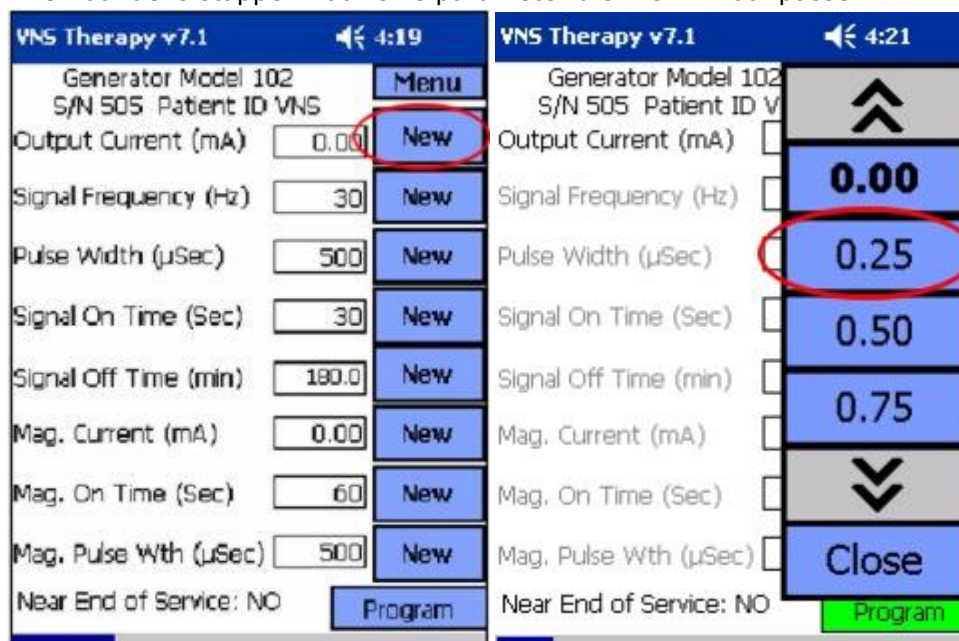 VNS Therapy v7.1 4:19
Generator Model 102 Menu
S/N 505 Patient ID VNS
Output Current (mA) 0.00 New
Signal Frequency (Hz) 30 New
Pulse Width (µSec) 500 New
Signal On Time (Sec) 30 New
Signal Off Time (min) 180.0 New
Mag. Current (mA) 0.00 New
Mag. On Time (Sec) 60 New
Mag. Pulse Wth (µSec) 500 New
Near End of Service: NO Program
VNS Therapy v7.1 4:21
Generator Model 102
S/N 505 Patient ID V
Output Current (mA)
Signal Frequency (Hz)
Pulse Width (µSec)
Signal On Time (Sec)
Signal Off Time (min)
Mag. Current (mA)
Mag. On Time (Sec)
Mag. Pulse Wth (µSec)
Near End of Service: NO Program
0.00
0.25
0.50
0.75
Close